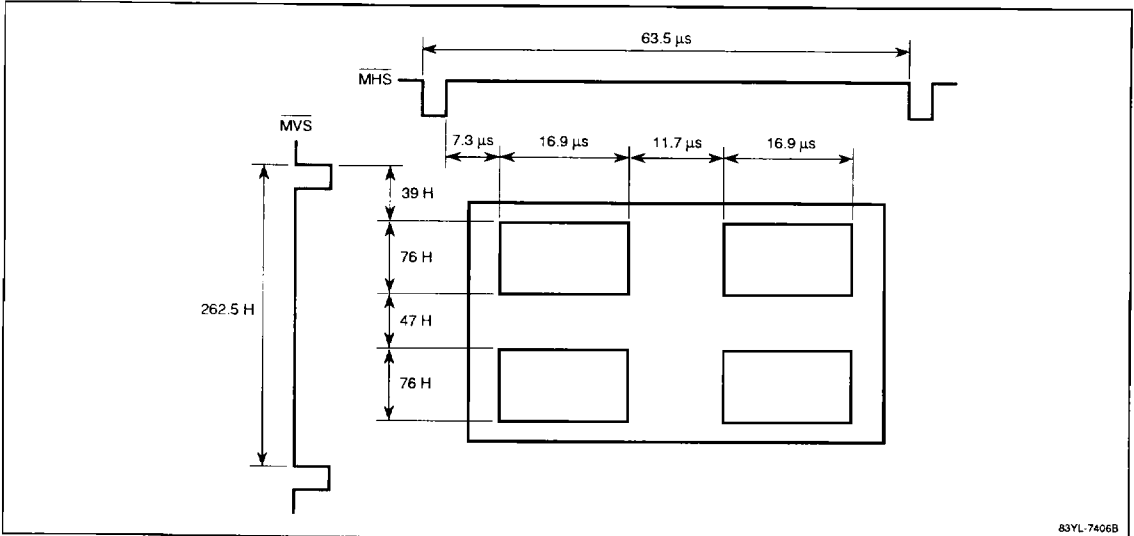 63.5 µs
MHS
MVS
7.3 µs
16.9 µs
11.7 µs
16.9 µs
39 H
76 H
262.5 H
47 H
76 H
83YL-7406B